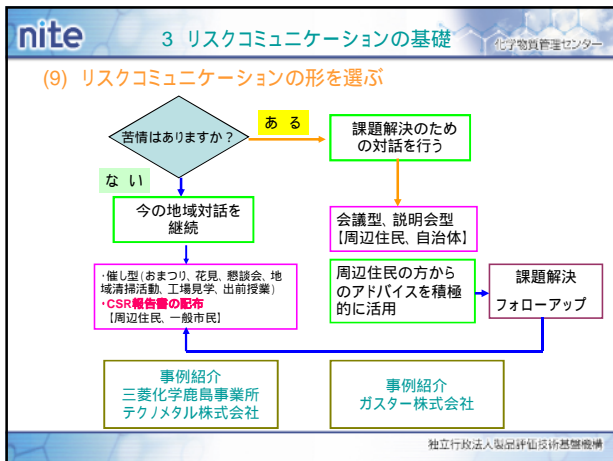 nite
3 リスクコミュニケーションの基礎
化学物質管理センター
(9) リスクコミュニケーションの形を選ぶ
苦情はありますか？
あ る
課題解決のため
の対話を行う
な い
今の地域対話を
継続
会議型、説明会型
【周辺住民、自治体】
・催し型（おまつり、花見、懇談会、地
域清掃活動、工場見学、出前授業）
・CSR報告書の配布
【周辺住民、一般市民】
周辺住民の方から
のアドバイスを積極
的に活用
課題解決
フォローアップ
事例紹介
三菱化学鹿島事業所
テクノメタル株式会社
事例紹介
ガスター株式会社
独立行政法人製品評価技術基盤機構